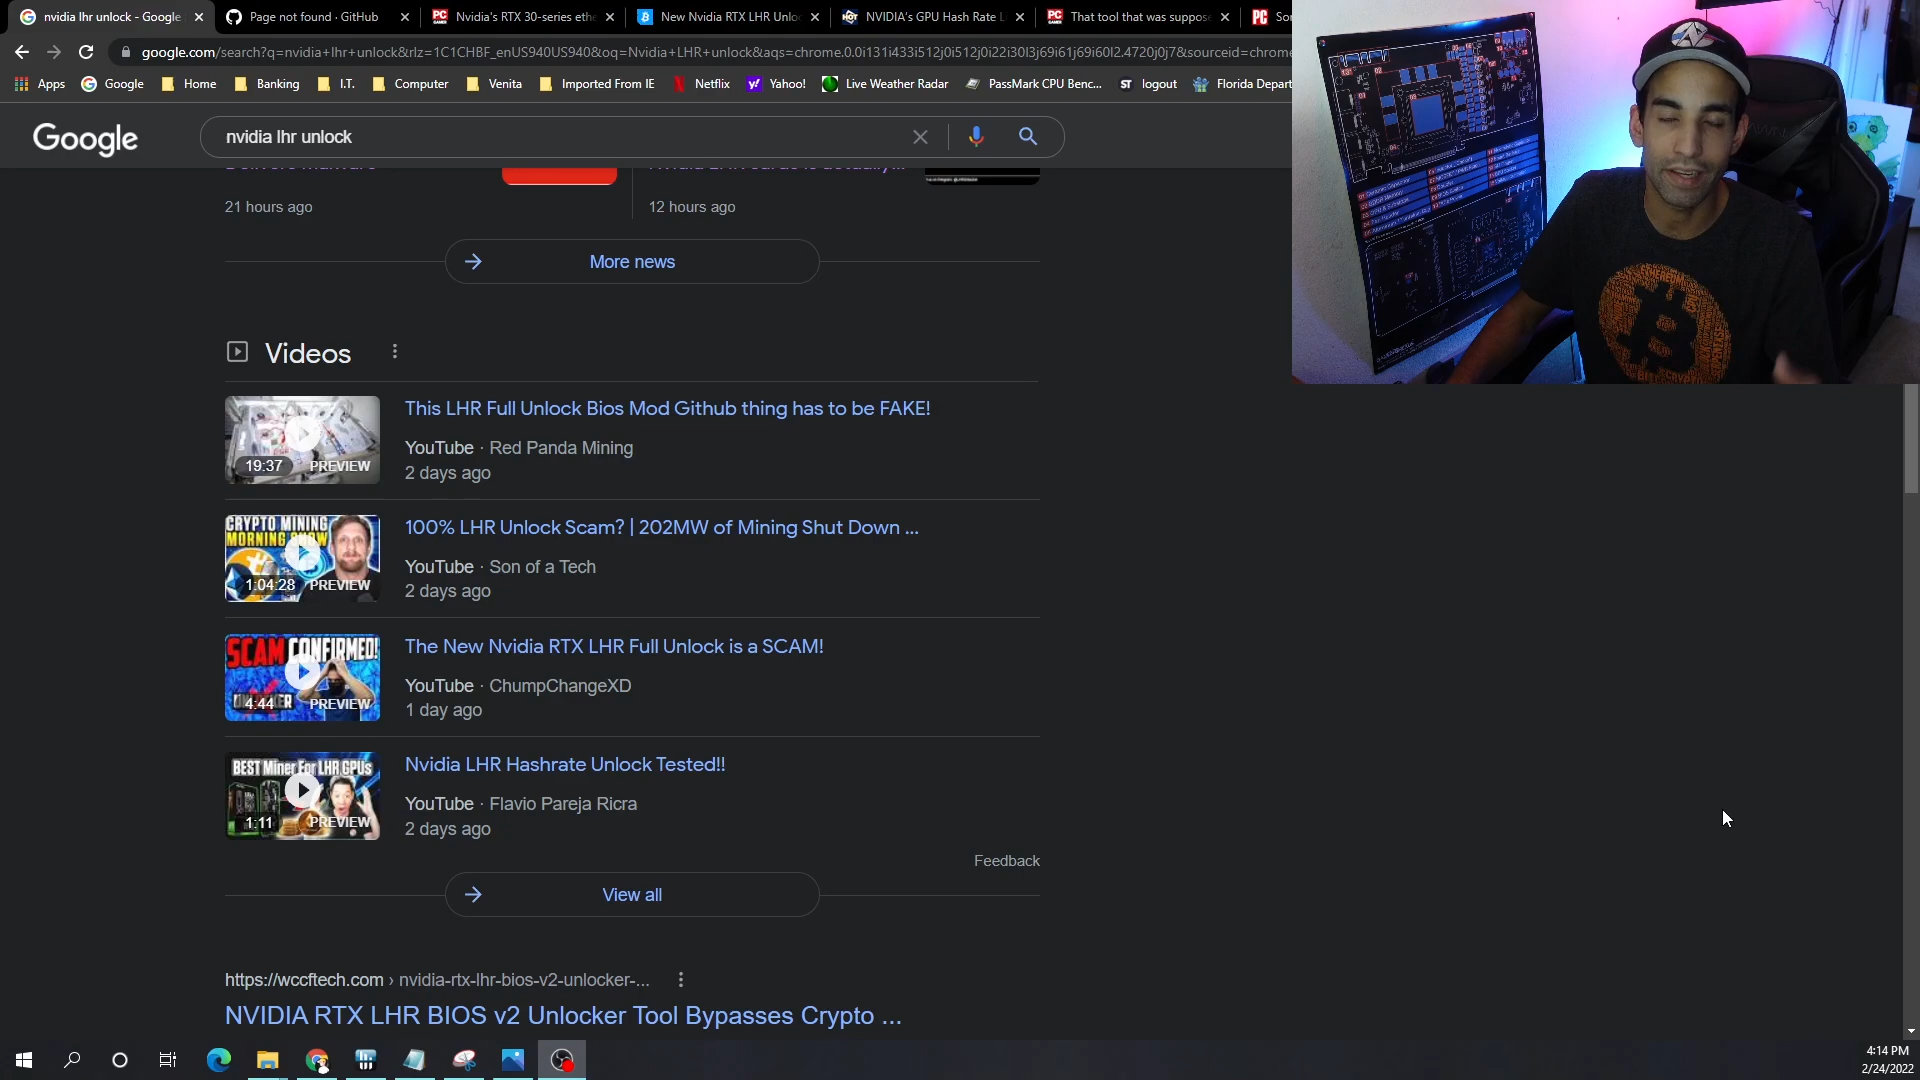 nvidia lhr unlock - Google
Page not found · GitHub
Nvidia's RTX 30-series eth
New Nvidia RTX LHR Unlo
NVIDIA's GPU Hash Rate L
That tool that was suppos
google.com/search?q=nvidia+lhr+unlock&rlz=1C1CHBF_enUS940US940&oq=Nvidia+LHR+unlock&aqs=chrome.0.0i131i433i512j0i512j0i22i30l3j69i61j69i60l2.4720j0j7&sourceid=chrome
Apps Google Home Banking I.T. Computer Venita Imported From IE Netflix Yahoo! Live Weather Radar PassMark CPU Benc... logout Florida Depart
Google
nvidia lhr unlock
21 hours ago
12 hours ago
More news
Videos
This LHR Full Unlock Bios Mod Github thing has to be FAKE!
YouTube · Red Panda Mining
19:37 PREVIEW
2 days ago
CRYPTO MINING
MORNING SHOW
100% LHR Unlock Scam? | 202MW of Mining Shut Down ...
YouTube · Son of a Tech
1:04:28 PREVIEW
2 days ago
SCAM CONFIRMED!
The New Nvidia RTX LHR Full Unlock is a SCAM!
YouTube · ChumpChangeXD
4:44 PREVIEW
1 day ago
BEST Miner For LHR GPUs
Nvidia LHR Hashrate Unlock Tested!!
YouTube · Flavio Pareja Ricra
1:11 PREVIEW
2 days ago
Feedback
View all
https://wccftech.com › nvidia-rtx-lhr-bios-v2-unlocker-...
NVIDIA RTX LHR BIOS v2 Unlocker Tool Bypasses Crypto ...
4:14 PM
2/24/2022